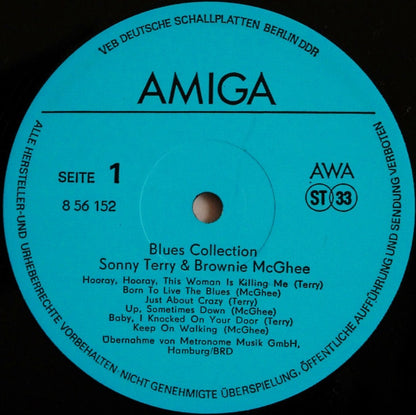 VEB DEUTSCHE SCHALLPLATTEN BERLIN DDR
AMIGA
SEITE 1
8 56 152
AWA
ST 33
Blues Collection
Sonny Terry & Brownie McGhee
Hooray, Hooray, This Woman Is Killing Me (Terry)
Born To Live The Blues (McGhee)
Just About Crazy (Terry)
Up, Sometimes Down (McGhee)
Baby, I Knocked On Your Door (Terry)
Keep On Walking (McGhee)
Übernahme von Metronome Musik GmbH,
Hamburg/BRD
ALLE HERSTELLER-UND URHEBERRECHTE VORBEHALTEN · NICHT GENEHMIGTE ÜBERSPIELUNG, ÖFFENTLICHE AUFFÜHRUNG UND SENDUNG VERBOTEN